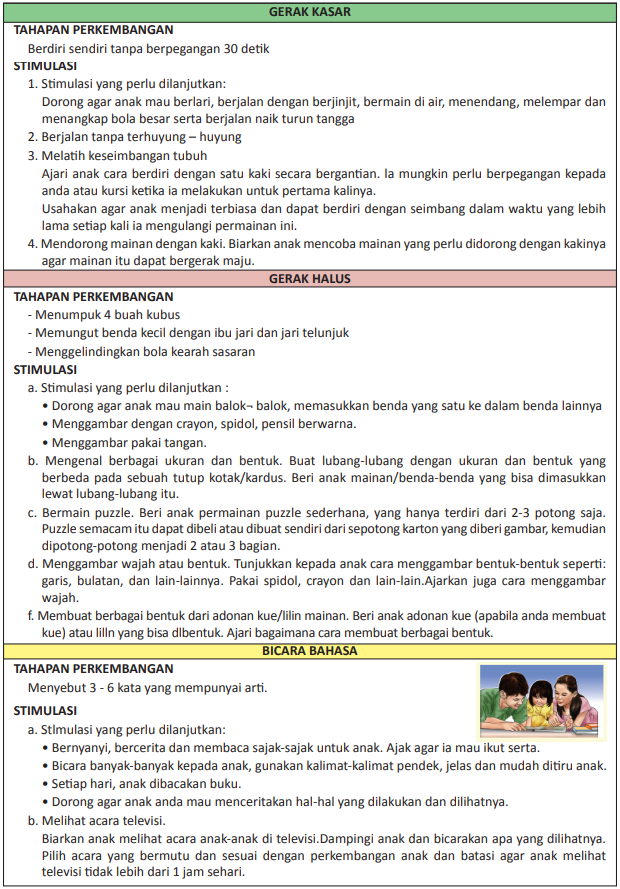 GERAK KASAR
TAHAPAN PERKEMBANGAN
Berdiri sendiri tanpa berpegangan 30 detik
STIMULASI
1. Stimulasi yang perlu dilanjutkan:
Dorong agar anak mau berlari, berjalan dengan berjinjit, bermain di air, menendang, melempar dan
menangkap bola besar serta berjalan naik turun tangga
2. Berjalan tanpa terhuyung – huyung
3. Melatih keseimbangan tubuh
Ajari anak cara berdiri dengan satu kaki secara bergantian. la mungkin perlu berpegangan kepada
anda atau kursi ketika ia melakukan untuk pertama kalinya.
Usahakan agar anak menjadi terbiasa dan dapat berdiri dengan seimbang dalam waktu yang lebih
lama setiap kali ia mengulangi permainan ini.
4. Mendorong mainan dengan kaki. Biarkan anak mencoba mainan yang perlu didorong dengan kakinya
agar mainan itu dapat bergerak maju.
GERAK HALUS
TAHAPAN PERKEMBANGAN
- Menumpuk 4 buah kubus
- Memungut benda kecil dengan ibu jari dan jari telunjuk
- Menggelindingkan bola kearah sasaran
STIMULASI
a. Stimulasi yang perlu dilanjutkan :
• Dorong agar anak mau main balok¬ balok, memasukkan benda yang satu ke dalam benda lainnya
• Menggambar dengan crayon, spidol, pensil berwarna.
• Menggambar pakai tangan.
b. Mengenal berbagai ukuran dan bentuk. Buat lubang-lubang dengan ukuran dan bentuk yang
berbeda pada sebuah tutup kotak/kardus. Beri anak mainan/benda-benda yang bisa dimasukkan
lewat lubang-lubang itu.
c. Bermain puzzle. Beri anak permainan puzzle sederhana, yang hanya terdiri dari 2-3 potong saja.
Puzzle semacam itu dapat dibeli atau dibuat sendiri dari sepotong karton yang diberi gambar, kemudian
dipotong-potong menjadi 2 atau 3 bagian.
d. Menggambar wajah atau bentuk. Tunjukkan kepada anak cara menggambar bentuk-bentuk seperti:
garis, bulatan, dan lain-lainnya. Pakai spidol, crayon dan lain-lain.Ajarkan juga cara menggambar
wajah.
f. Membuat berbagai bentuk dari adonan kue/lilin mainan. Beri anak adonan kue (apabila anda membuat
kue) atau lilln yang bisa dlbentuk. Ajari bagaimana cara membuat berbagai bentuk.
BICARA BAHASA
TAHAPAN PERKEMBANGAN
Menyebut 3 - 6 kata yang mempunyai arti.
STIMULASI
a. Stlmulasi yang perlu dilanjutkan:
• Bernyanyi, bercerita dan membaca sajak-sajak untuk anak. Ajak agar ia mau ikut serta.
• Bicara banyak-banyak kepada anak, gunakan kalimat-kalimat pendek, jelas dan mudah ditiru anak.
• Setiap hari, anak dibacakan buku.
• Dorong agar anak anda mau menceritakan hal-hal yang dilakukan dan dilihatnya.
b. Melihat acara televisi.
Biarkan anak melihat acara anak-anak di televisi.Dampingi anak dan bicarakan apa yang dilihatnya.
Pilih acara yang bermutu dan sesuai dengan perkembangan anak dan batasi agar anak melihat
televisi tidak lebih dari 1 jam sehari.